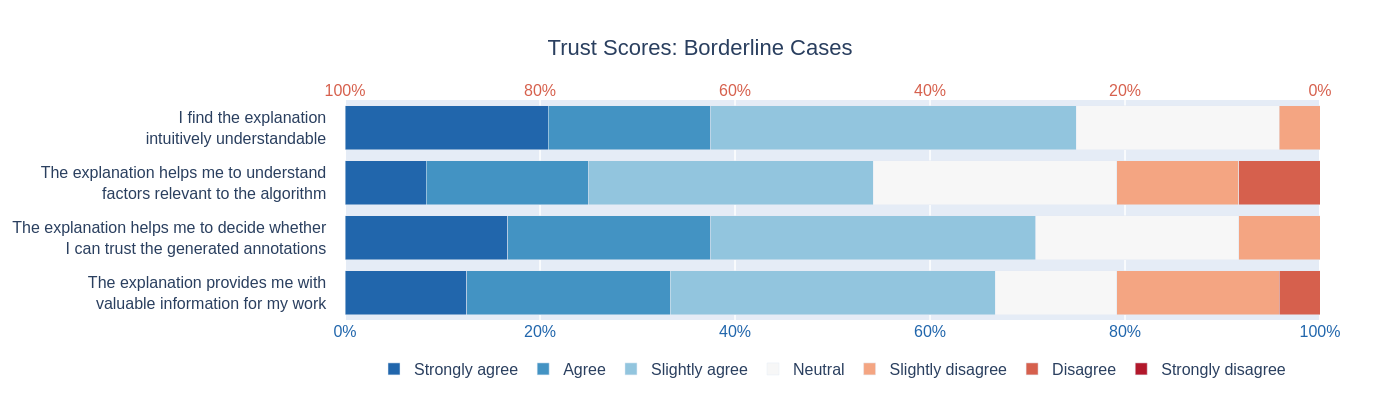 Trust Scores: Borderline Cases
100% 80% 60% 40% 20% 0%
I find the explanation
intuitively understandable
The explanation helps me to understand
factors relevant to the algorithm
The explanation helps me to decide whether
I can trust the generated annotations
The explanation provides me with
valuable information for my work
0% 20% 40% 60% 80% 100%
Strongly agree Agree Slightly agree Neutral Slightly disagree Disagree Strongly disagree